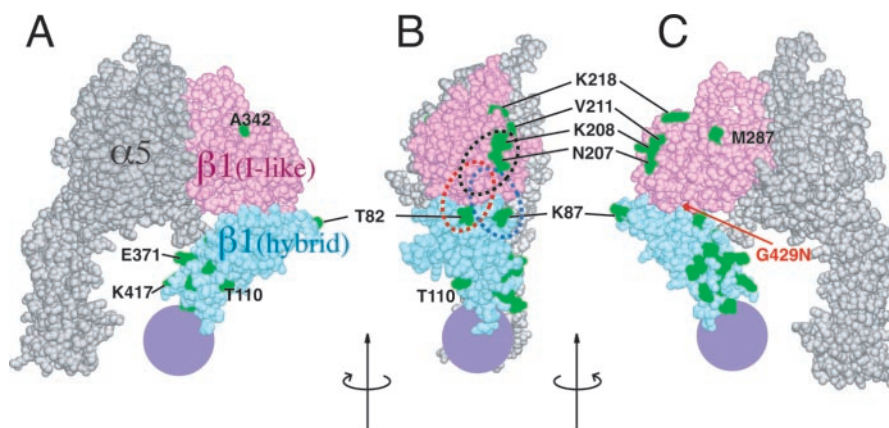 A
B
C
K218
V211
A342
K208
M287
α5
N207
β1(I-like)
T82
K87
β1(hybrid)
E371
G429N
K417
T110
T110